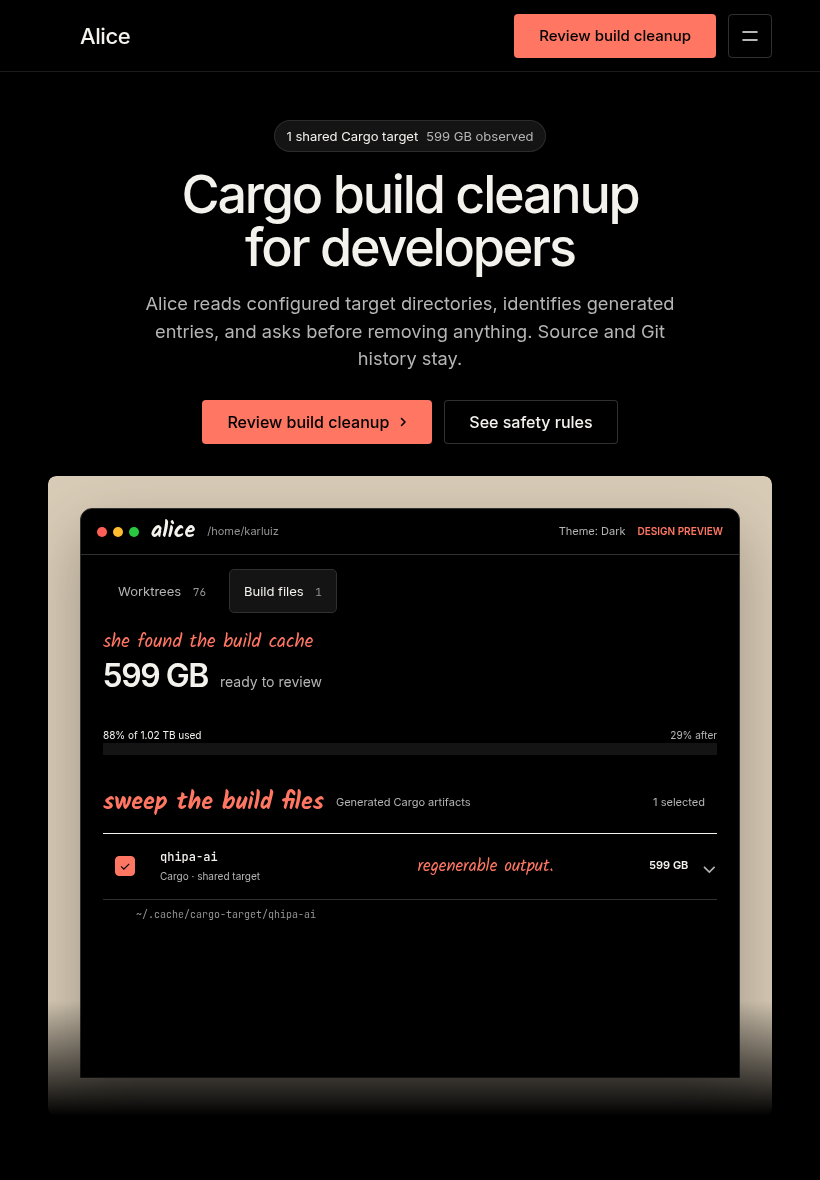 Alice
Review build cleanup
1 shared Cargo target 599 GB observed
Cargo build cleanup
for developers
Alice reads configured target directories, identifies generated
entries, and asks before removing anything. Source and Git
history stay.
Review build cleanup
See safety rules
alice /home/karluiz Theme: Dark DESIGN PREVIEW
Worktrees 76 Build files 1
she found the build cache
599 GB ready to review
88% of 1.02 TB used 29% after
sweep the build files Generated Cargo artifacts 1 selected
qhipa-ai
Cargo · shared target
regenerable output.
599 GB
~/.cache/cargo-target/qhipa-ai